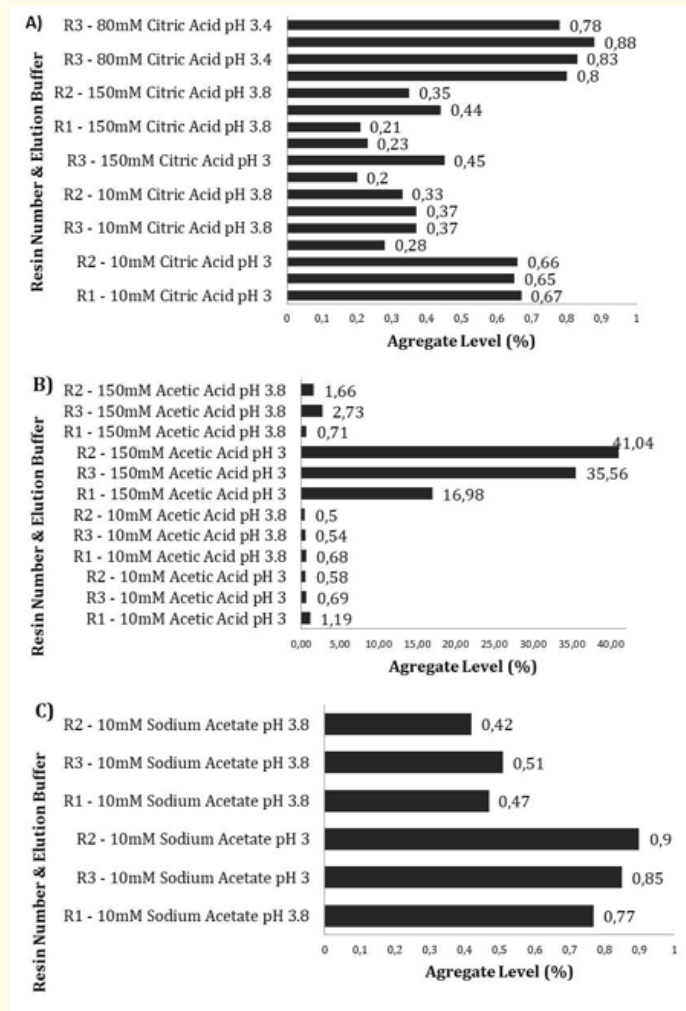 A)
Resin Number & Elution Buffer
R3 - 80mM Citric Acid pH 3.4 0,78
0,88
R3 - 80mM Citric Acid pH 3.4 0,83
0,8
R2 - 150mM Citric Acid pH 3.8 0,35
0,44
R1 - 150mM Citric Acid pH 3.8 0,21
0,23
R3 - 150mM Citric Acid pH 3 0,45
0,2
R2 - 10mM Citric Acid pH 3.8 0,33
0,37
R3 - 10mM Citric Acid pH 3.8 0,37
0,28
R2 - 10mM Citric Acid pH 3 0,66
0,65
R1 - 10mM Citric Acid pH 3 0,67
0 0,1 0,2 0,3 0,4 0,5 0,6 0,7 0,8 0,9 1
Agregate Level (%)
B)
Resin Number & Elution Buffer
R2 - 150mM Acetic Acid pH 3.8 1,66
R3 - 150mM Acetic Acid pH 3.8 2,73
R1 - 150mM Acetic Acid pH 3.8 0,71
R2 - 150mM Acetic Acid pH 3 41,04
R3 - 150mM Acetic Acid pH 3 35,56
R1 - 150mM Acetic Acid pH 3 16,98
R2 - 10mM Acetic Acid pH 3.8 0,5
R3 - 10mM Acetic Acid pH 3.8 0,54
R1 - 10mM Acetic Acid pH 3.8 0,68
R2 - 10mM Acetic Acid pH 3 0,58
R3 - 10mM Acetic Acid pH 3 0,69
R1 - 10mM Acetic Acid pH 3 1,19
0,00 5,00 10,00 15,00 20,00 25,00 30,00 35,00 40,00
Agregate Level (%)
C)
Resin Number & Elution Buffer
R2 - 10mM Sodium Acetate pH 3.8 0,42
R3 - 10mM Sodium Acetate pH 3.8 0,51
R1 - 10mM Sodium Acetate pH 3.8 0,47
R2 - 10mM Sodium Acetate pH 3 0,9
R3 - 10mM Sodium Acetate pH 3 0,85
R1 - 10mM Sodium Acetate pH 3.8 0,77
0 0,1 0,2 0,3 0,4 0,5 0,6 0,7 0,8 0,9 1
Agregate Level (%)